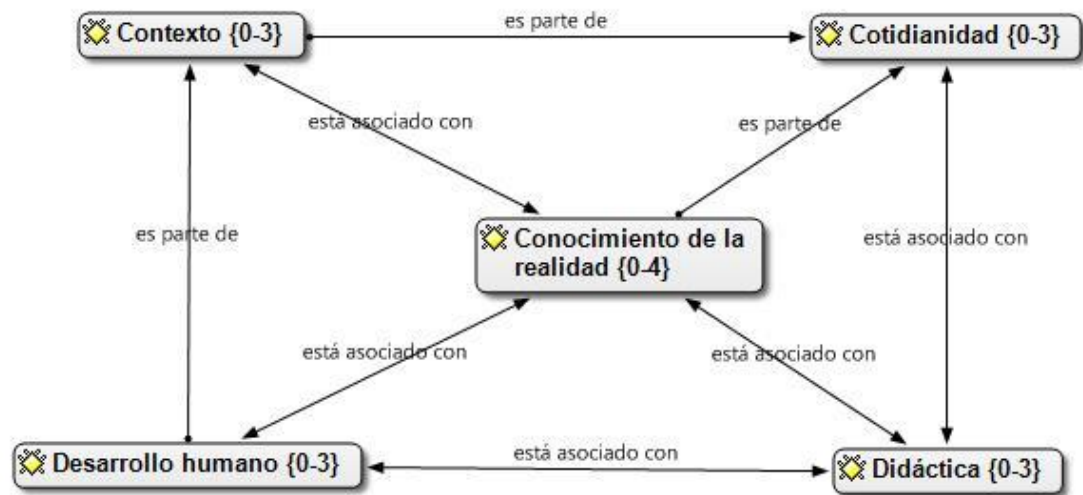 Contexto {0-3}
es parte de
Cotidianidad {0-3}
está asociado con
es parte de
es parte de
Conocimiento de la
realidad {0-4}
está asociado con
está asociado con
está asociado con
Desarrollo humano {0-3}
está asociado con
Didáctica {0-3}